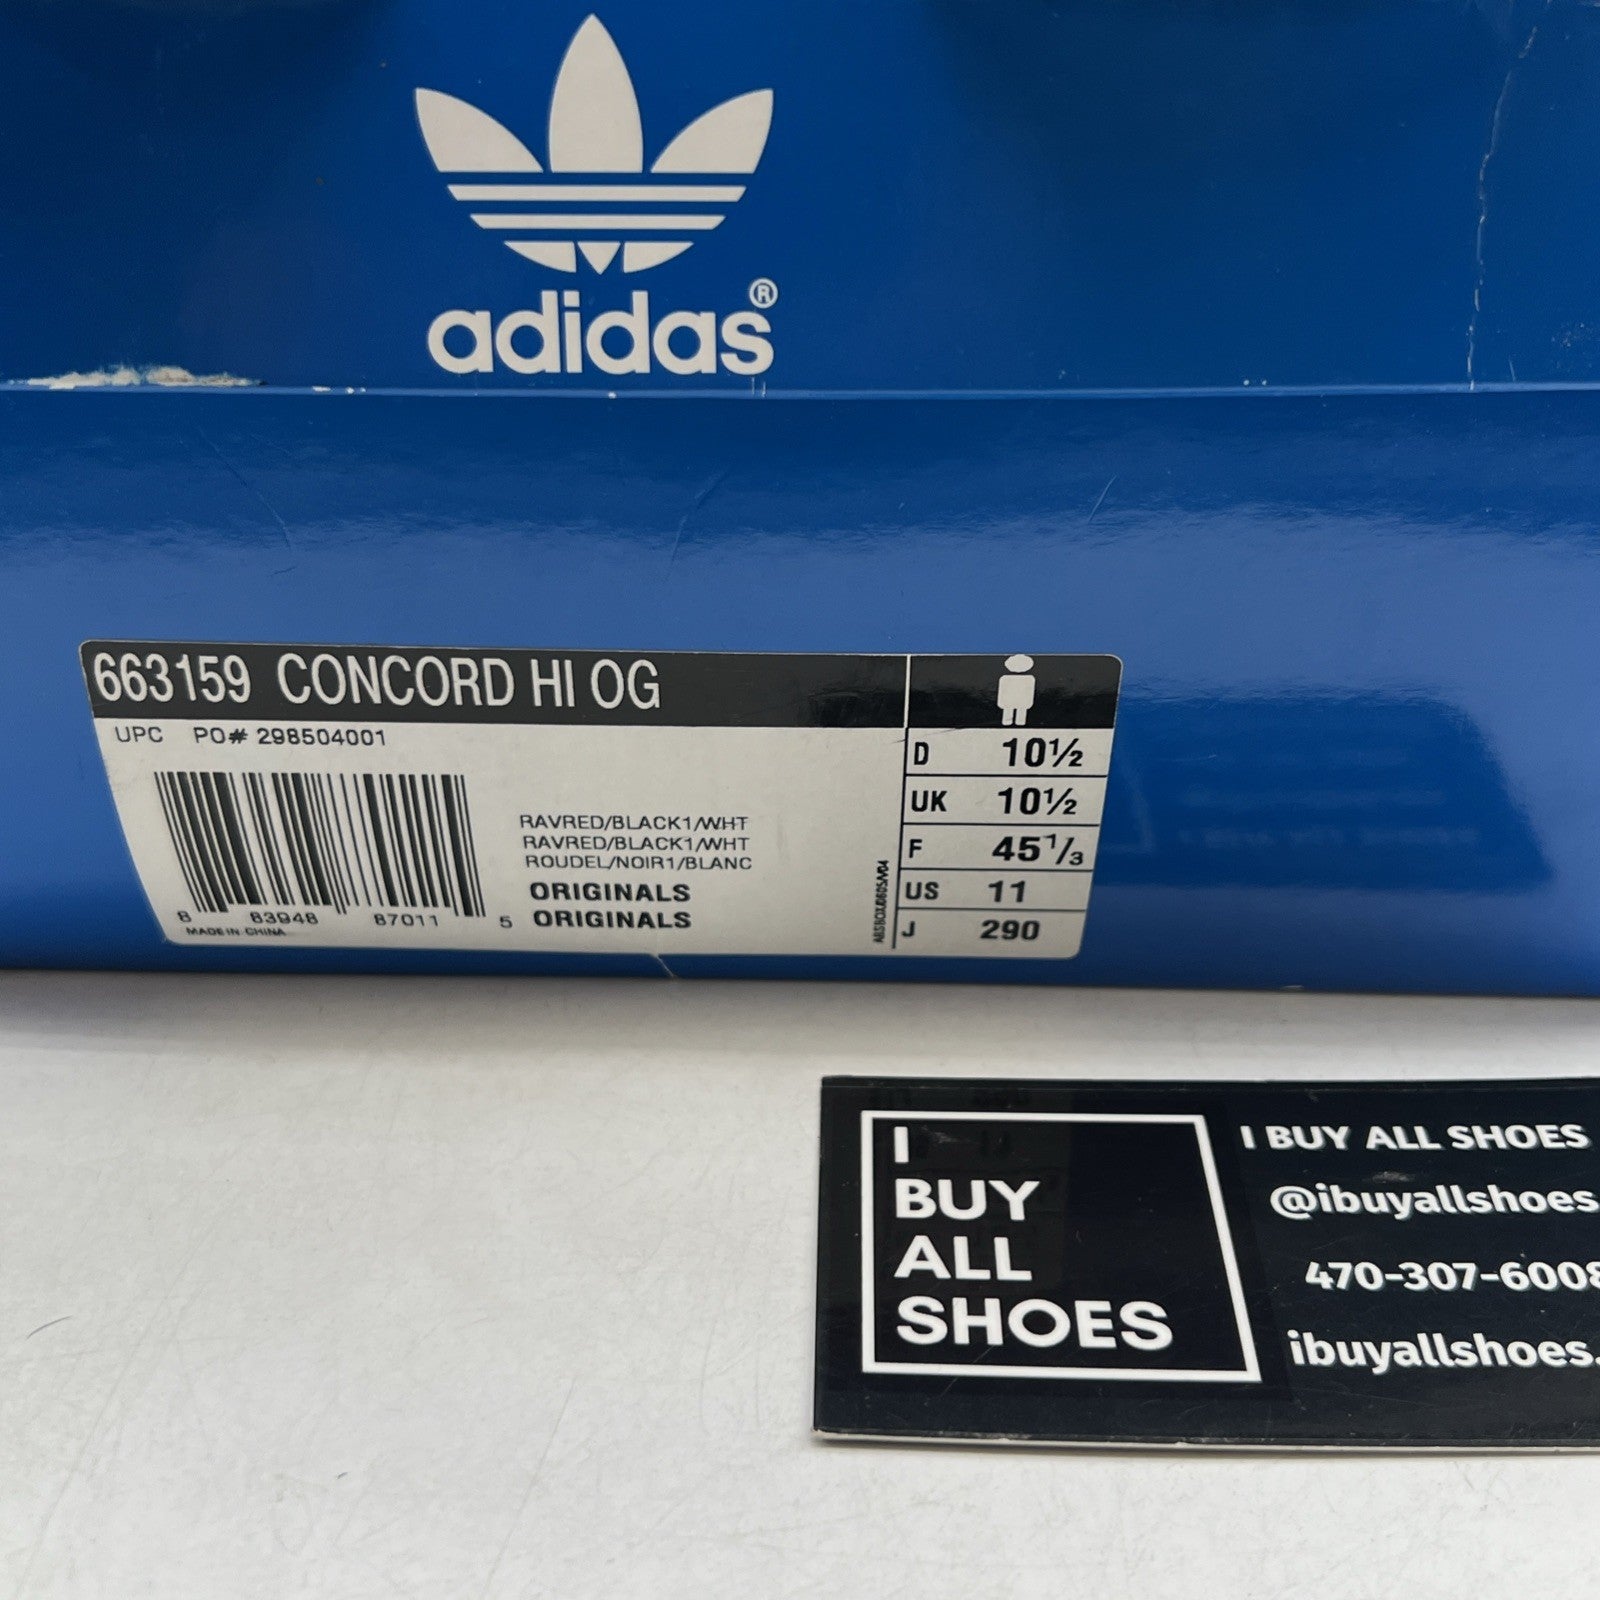 adidas®
663159 CONCORD HI OG
UPC PO# 298504001
RAVRED/BLACK1/WHT
RAVRED/BLACK1/WHT
ROUDEL/NOIR1/BLANC
ORIGINALS
ORIGINALS
8 83948 87011 5
MADE IN CHINA
D 10½
UK 10½
F 45⅓
US 11
J 290
I
BUY
ALL
SHOES
I BUY ALL SHOES
@ibuyallshoes.
470-307-6008
ibuyallshoes.